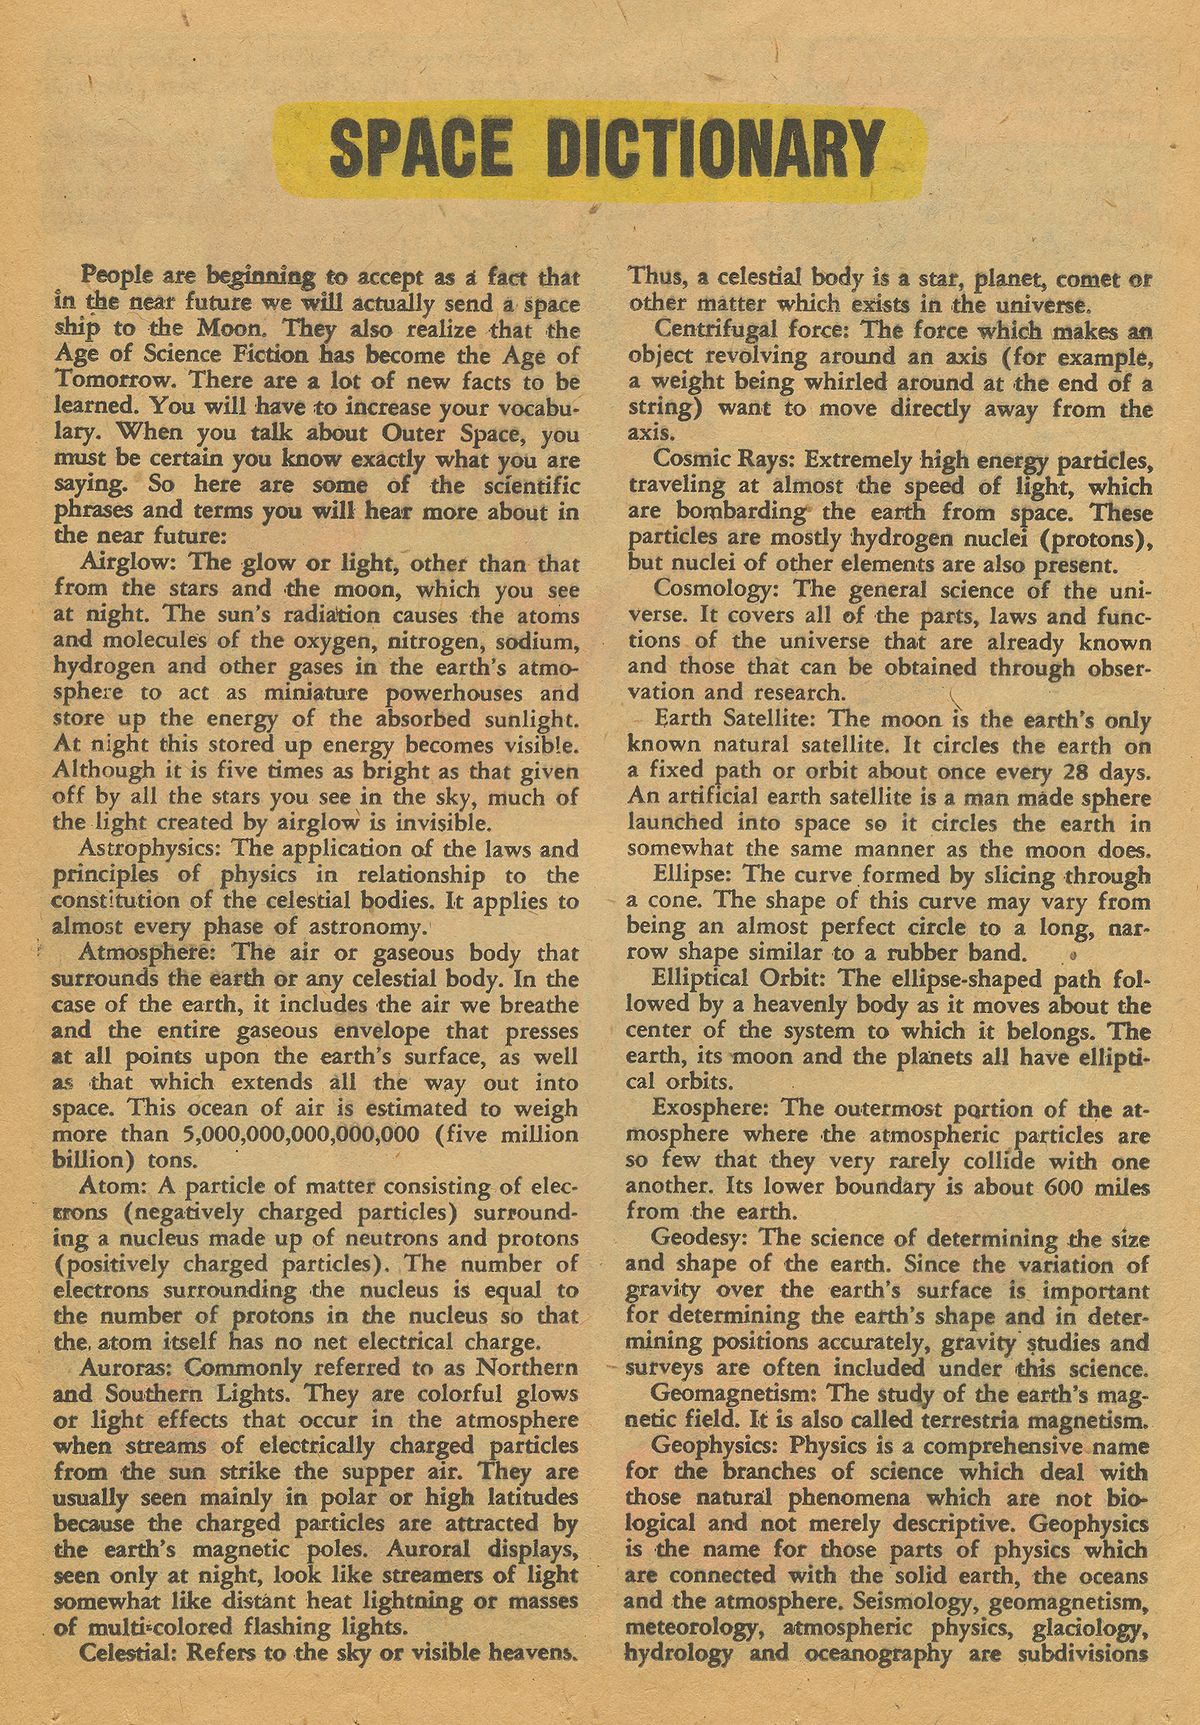 SPACE DICTIONARY
People are beginning to accept as a fact that
in the near future we will actually send a space
ship to the Moon. They also realize that the
Age of Science Fiction has become the Age of
Tomorrow. There are a lot of new facts to be
learned. You will have to increase your vocabu-
lary. When you talk about Outer Space, you
must be certain you know exactly what you are
saying. So here are some of the scientific
phrases and terms you will hear more about in
the near future:
Airglow: The glow or light, other than that
from the stars and the moon, which you see
at night. The sun's radiation causes the atoms
and molecules of the oxygen, nitrogen, sodium,
hydrogen and other gases in the earth's atmo-
sphere to act as miniature powerhouses and
store up the energy of the absorbed sunlight.
At night this stored up energy becomes visible.
Although it is five times as bright as that given
off by all the stars you see in the sky, much of
the light created by airglow is invisible.
Astrophysics: The application of the laws and
principles of physics in relationship to the
constitution of the celestial bodies. It applies to
almost every phase of astronomy.
Atmosphere: The air or gaseous body that
surrounds the earth or any celestial body. In the
case of the earth, it includes the air we breathe
and the entire gaseous envelope that presses
at all points upon the earth's surface, as well
as that which extends all the way out into
space. This ocean of air is estimated to weigh
more than 5,000,000,000,000,000 (five million
billion) tons.
Atom: A particle of matter consisting of elec-
trons (negatively charged particles) surround-
ing a nucleus made up of neutrons and protons
(positively charged particles). The number of
electrons surrounding the nucleus is equal to
the number of protons in the nucleus so that
the atom itself has no net electrical charge.
Auroras: Commonly referred to as Northern
and Southern Lights. They are colorful glows
or light effects that occur in the atmosphere
when streams of electrically charged particles
from the sun strike the supper air. They are
usually seen mainly in polar or high latitudes
because the charged particles are attracted by
the earth's magnetic poles. Auroral displays,
seen only at night, look like streamers of light
somewhat like distant heat lightning or masses
of multi-colored flashing lights.
Celestial: Refers to the sky or visible heavens.
Thus, a celestial body is a star, planet, comet or
other matter which exists in the universe.
Centrifugal force: The force which makes an
object revolving around an axis (for example,
a weight being whirled around at the end of a
string) want to move directly away from the
axis.
Cosmic Rays: Extremely high energy particles,
traveling at almost the speed of light, which
are bombarding the earth from space. These
particles are mostly hydrogen nuclei (protons),
but nuclei of other elements are also present.
Cosmology: The general science of the uni-
verse. It covers all of the parts, laws and func-
tions of the universe that are already known
and those that can be obtained through obser-
vation and research.
Earth Satellite: The moon is the earth's only
known natural satellite. It circles the earth on
a fixed path or orbit about once every 28 days.
An artificial earth satellite is a man made sphere
launched into space so it circles the earth in
somewhat the same manner as the moon does.
Ellipse: The curve formed by slicing through
a cone. The shape of this curve may vary from
being an almost perfect circle to a long, nar-
row shape similar to a rubber band.
Elliptical Orbit: The ellipse-shaped path fol-
lowed by a heavenly body as it moves about the
center of the system to which it belongs. The
earth, its moon and the planets all have ellipti-
cal orbits.
Exosphere: The outermost portion of the at-
mosphere where the atmospheric particles are
so few that they very rarely collide with one
another. Its lower boundary is about 600 miles
from the earth.
Geodesy: The science of determining the size
and shape of the earth. Since the variation of
gravity over the earth's surface is important
for determining the earth's shape and in deter-
mining positions accurately, gravity studies and
surveys are often included under this science.
Geomagnetism: The study of the earth's mag-
netic field. It is also called terrestria magnetism.
Geophysics: Physics is a comprehensive name
for the branches of science which deal with
those natural phenomena which are not bio-
logical and not merely descriptive. Geophysics
is the name for those parts of physics which
are connected with the solid earth, the oceans
and the atmosphere. Seismology, geomagnetism,
meteorology, atmospheric physics, glaciology,
hydrology and oceanography are subdivisions